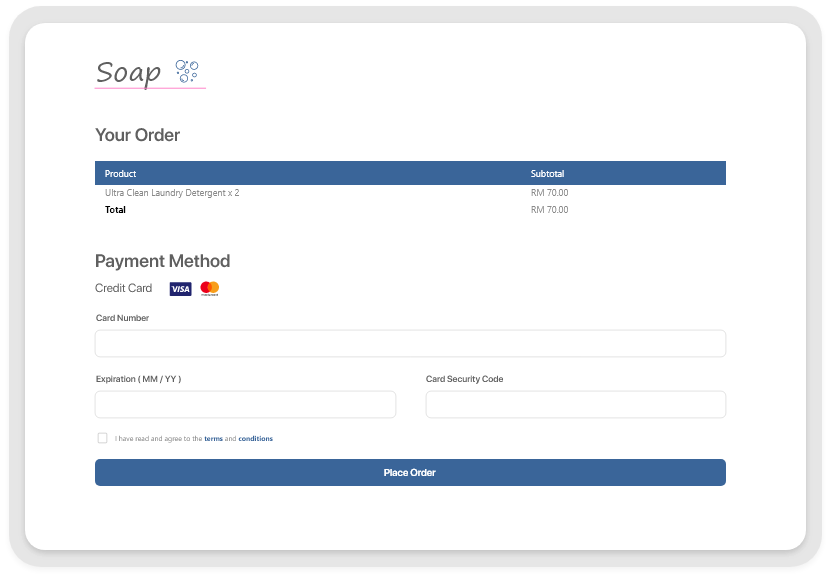 Soap
Your Order
Product Subtotal
Ultra Clean Laundry Detergent x 2 RM 70.00
Total RM 70.00
Payment Method
Credit Card VISA
Card Number
Expiration ( MM / YY ) Card Security Code
I have read and agree to the terms and conditions
Place Order